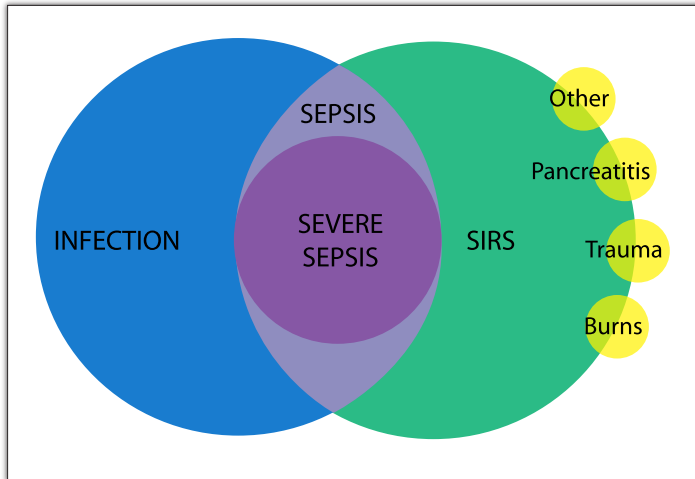 Other
SEPSIS
Pancreatitis
INFECTION
SEVERE
SEPSIS
SIRS
Trauma
Burns